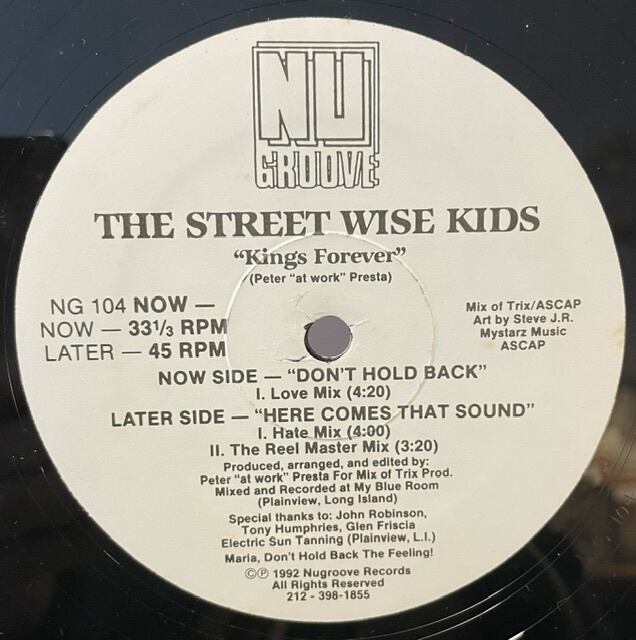 NU
GROOVE
THE STREET WISE KIDS
“Kings Forever”
(Peter “at work” Presta)
NG 104 NOW —
NOW — 33 1/3 RPM
LATER — 45 RPM
Mix of Trix/ASCAP
Art by Steve J.R.
Mystarz Music
ASCAP
NOW SIDE — “DON'T HOLD BACK”
I. Love Mix (4:20)
LATER SIDE — “HERE COMES THAT SOUND”
I. Hate Mix (4:00)
II. The Reel Master Mix (3:20)
Produced, arranged, and edited by:
Peter “at work” Presta For Mix of Trix Prod.
Mixed and Recorded at My Blue Room
(Plainview, Long Island)
Special thanks to: John Robinson,
Tony Humphries, Glen Friscia
Electric Sun Tanning (Plainview, L.I.)
Maria, Don't Hold Back The Feeling!
©℗ 1992 Nugroove Records
All Rights Reserved
212 - 398-1855